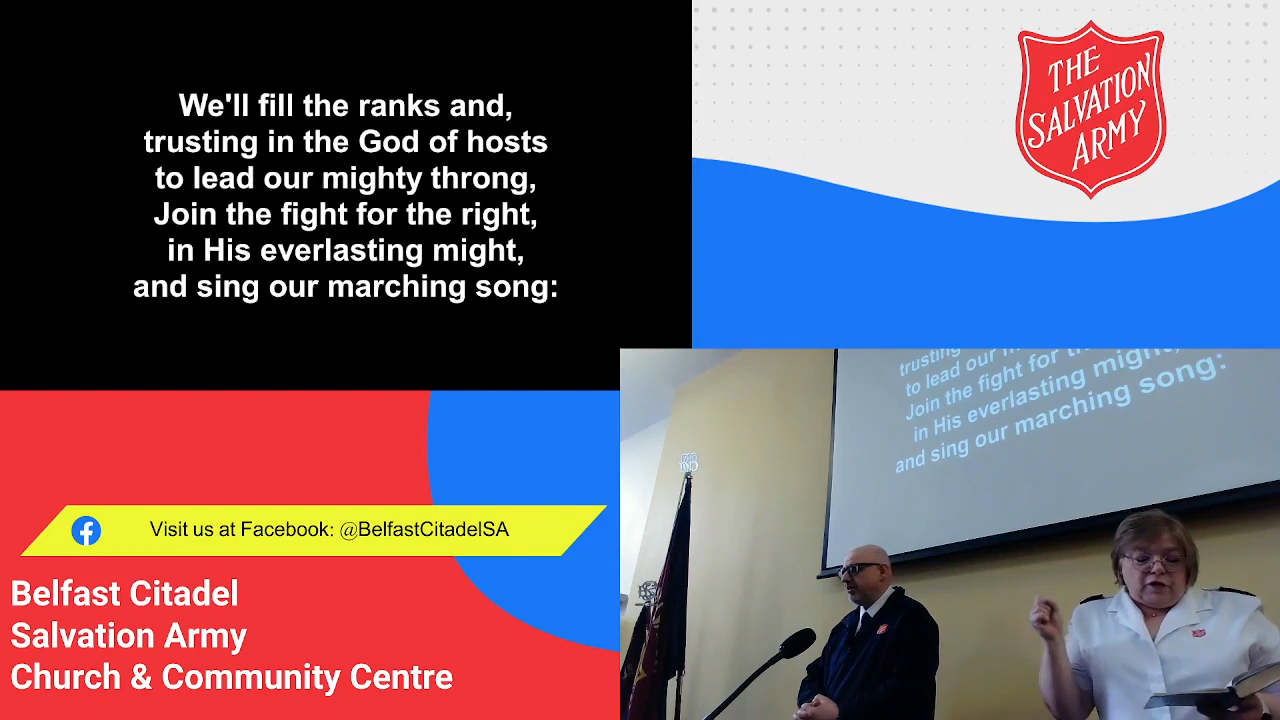 We'll fill the ranks and,
trusting in the God of hosts
to lead our mighty throng,
Join the fight for the right,
in His everlasting might,
and sing our marching song:
THE
SALVATION
ARMY
trusting
to lead our
Join the fight for
in His everlasting might,
and sing our marching song:
Visit us at Facebook: @BelfastCitadelSA
Belfast Citadel
Salvation Army
Church & Community Centre